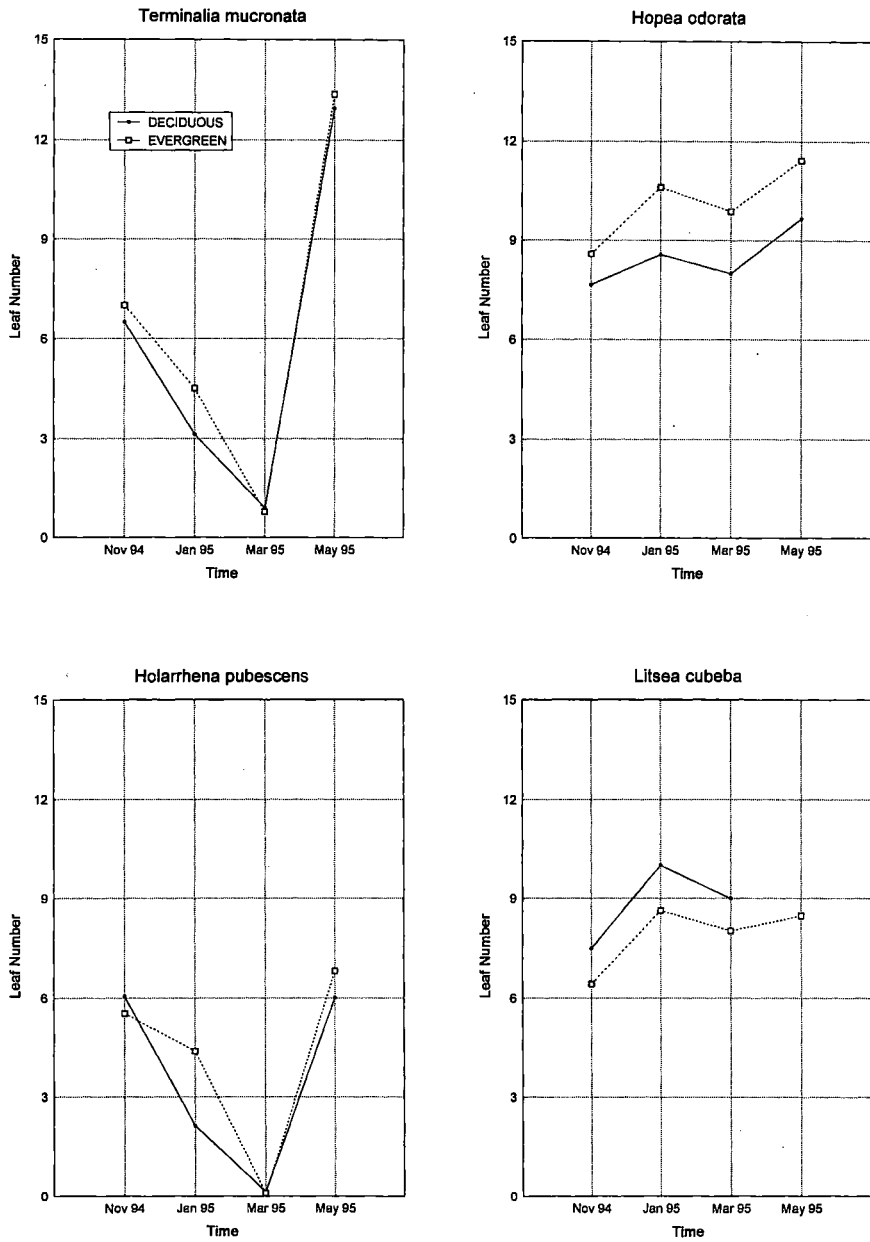 Terminalia mucronata
15
12
9
6
3
0
Leaf Number
DECIDUOUS
EVERGREEN
Nov 94 Jan 95 Mar 95 May 95
Time
Hopea odorata
15
12
9
6
3
0
Leaf Number
Nov 94 Jan 95 Mar 95 May 95
Time
Holarrhena pubescens
15
12
9
6
3
0
Leaf Number
Nov 94 Jan 95 Mar 95 May 95
Time
Litsea cubeba
15
12
9
6
3
0
Leaf Number
Nov 94 Jan 95 Mar 95 May 95
Time